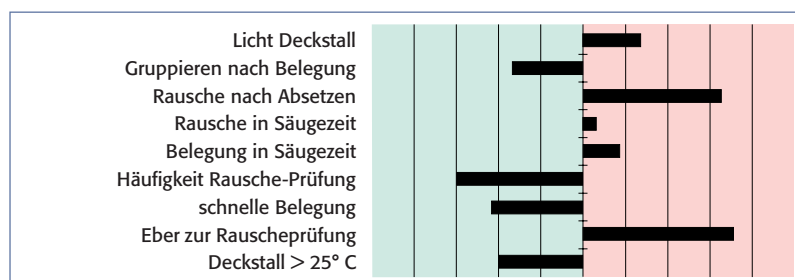 Licht Deckstall
Gruppieren nach Belegung
Rausche nach Absetzen
Rausche in Säugezeit
Belegung in Säugezeit
Häufigkeit Rausche-Prüfung
schnelle Belegung
Eber zur Rauscheprüfung
Deckstall > 25° C